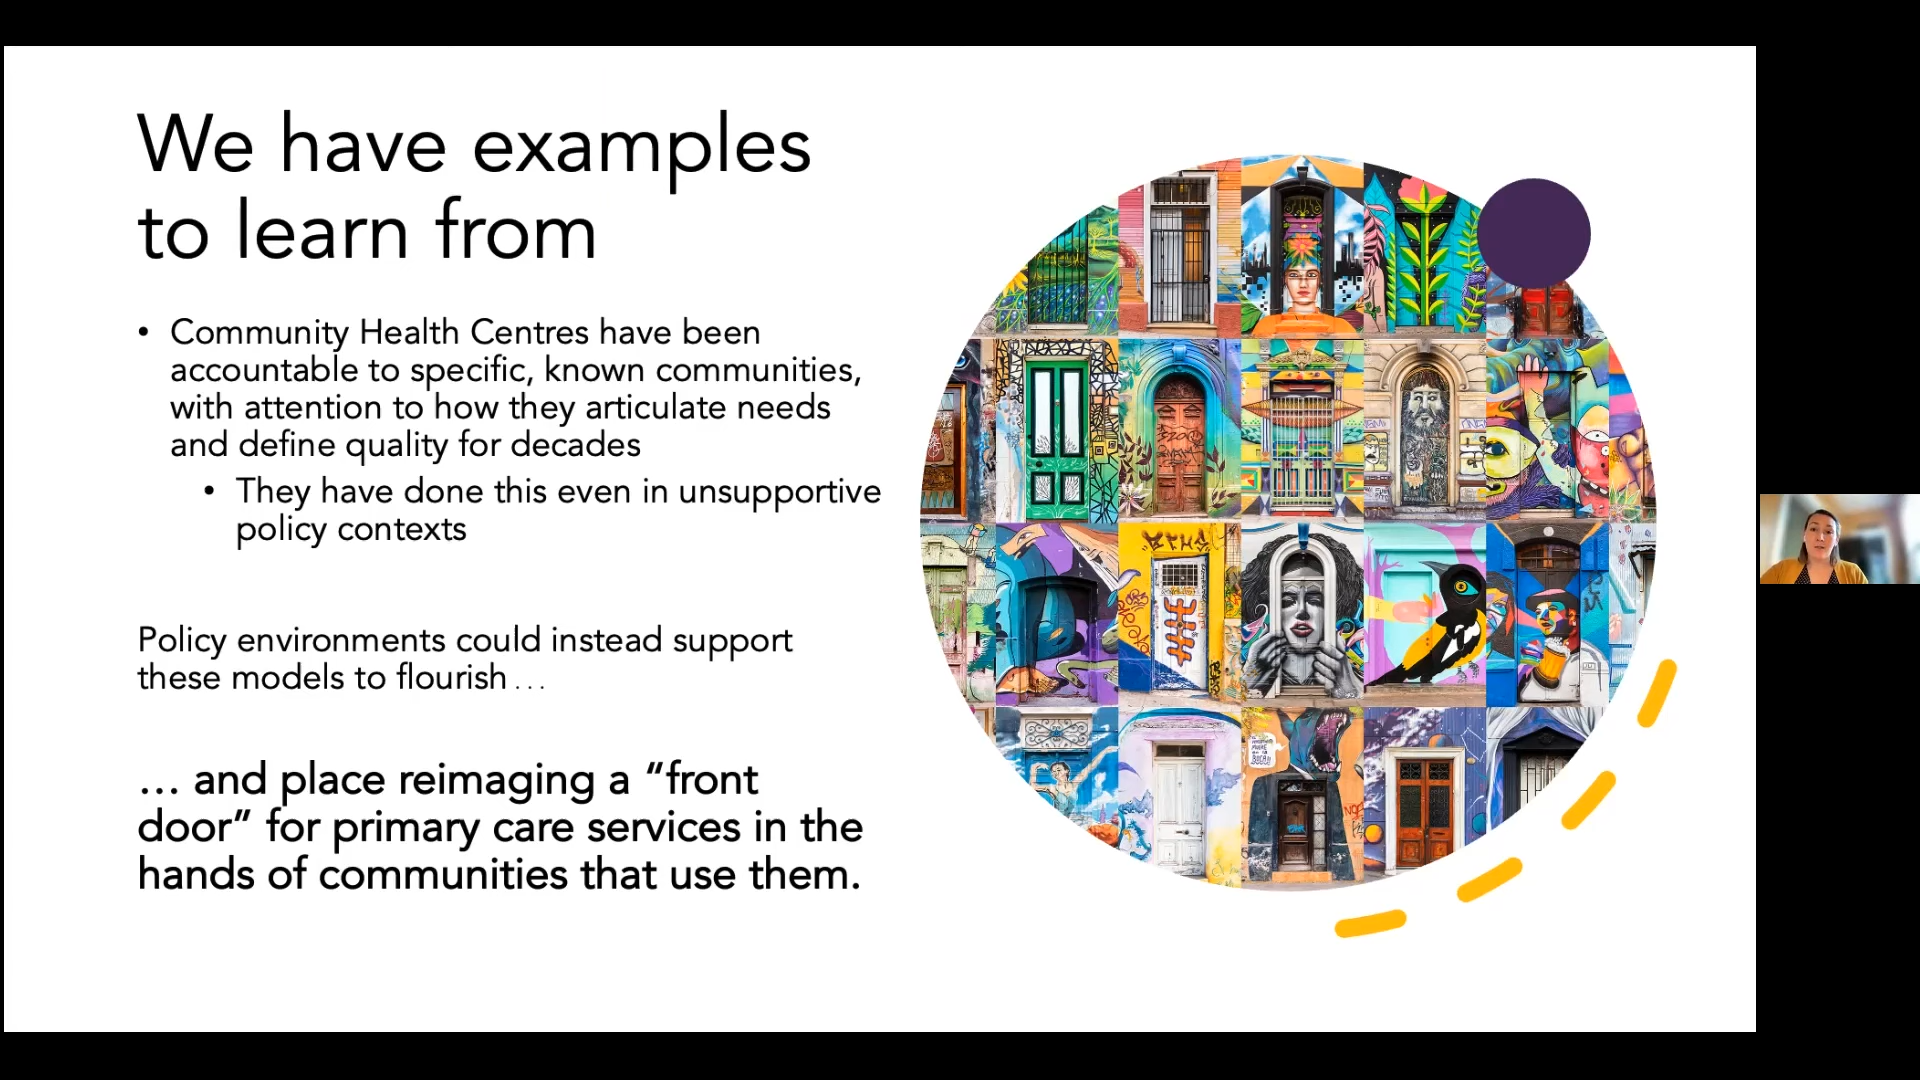 We have examples
to learn from
• Community Health Centres have been
accountable to specific, known communities,
with attention to how they articulate needs
and define quality for decades
• They have done this even in unsupportive
policy contexts
Policy environments could instead support
these models to flourish . . .
… and place reimaging a “front
door” for primary care services in the
hands of communities that use them.